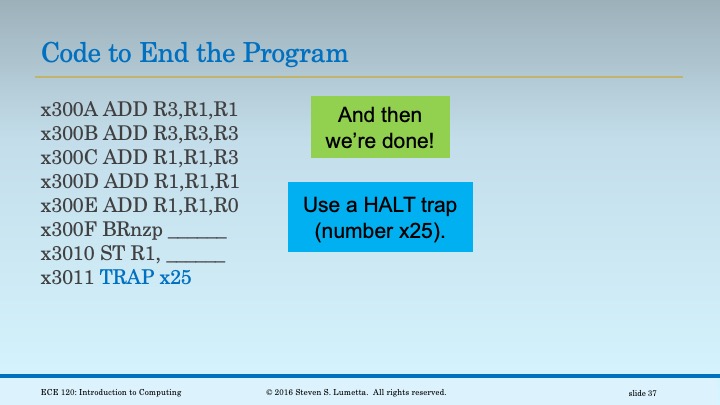 Code to End the Program
x300A ADD R3,R1,R1
x300B ADD R3,R3,R3
x300C ADD R1,R1,R3
x300D ADD R1,R1,R1
x300E ADD R1,R1,R0
x300F BRnzp ______
x3010 ST R1, ______
x3011 TRAP x25
And then
we’re done!
Use a HALT trap
(number x25).
ECE 120: Introduction to Computing
© 2016 Steven S. Lumetta. All rights reserved.
slide 37